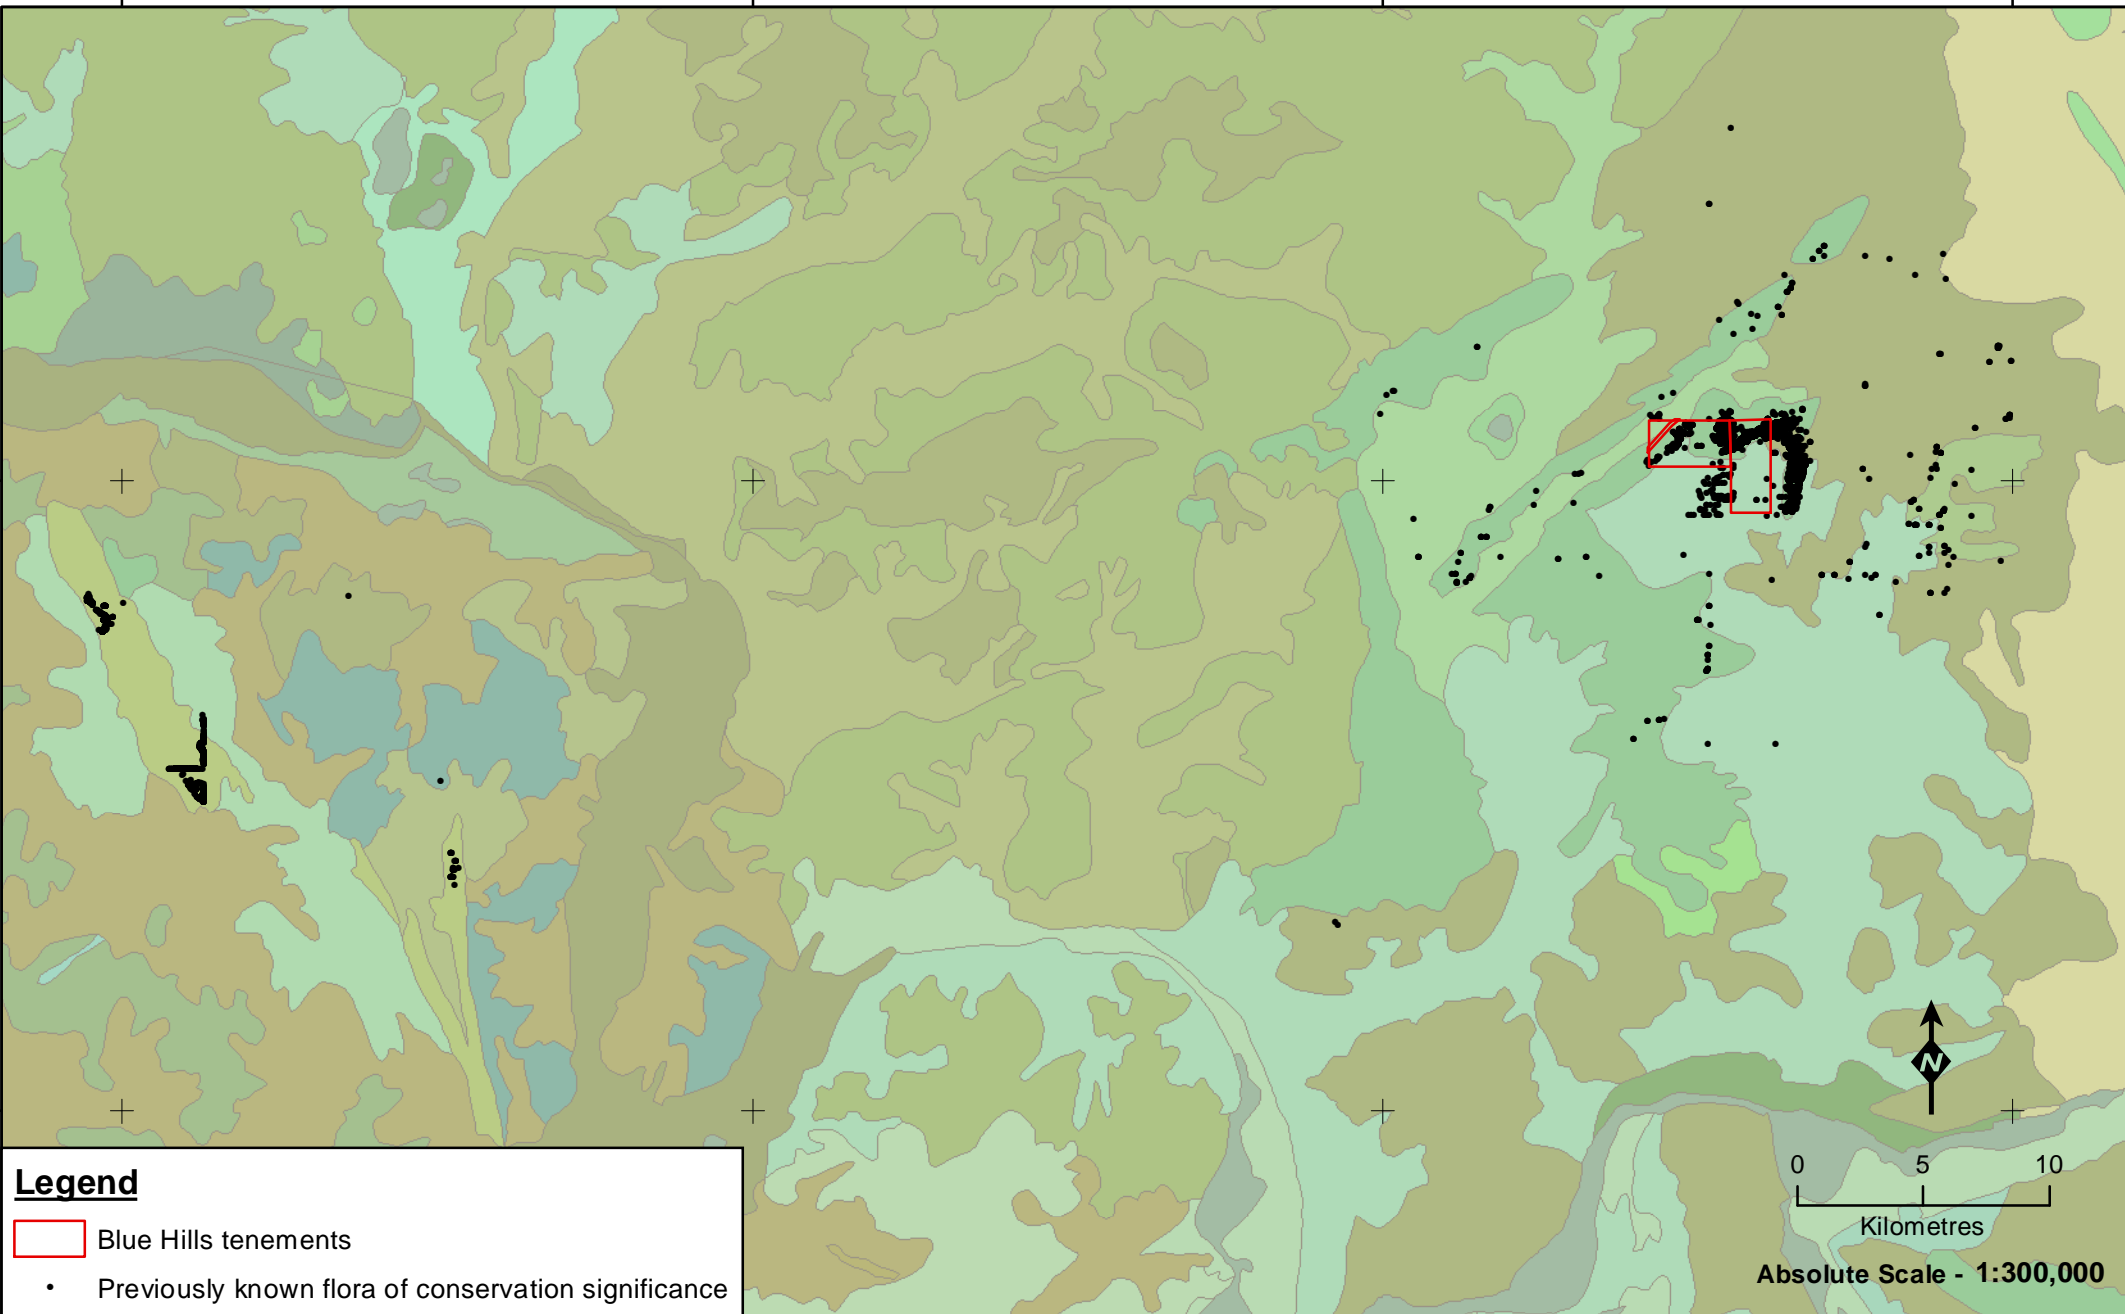 N
0 5 10
Kilometres
Absolute Scale - 1:300,000
Legend
Blue Hills tenements
Previously known flora of conservation significance